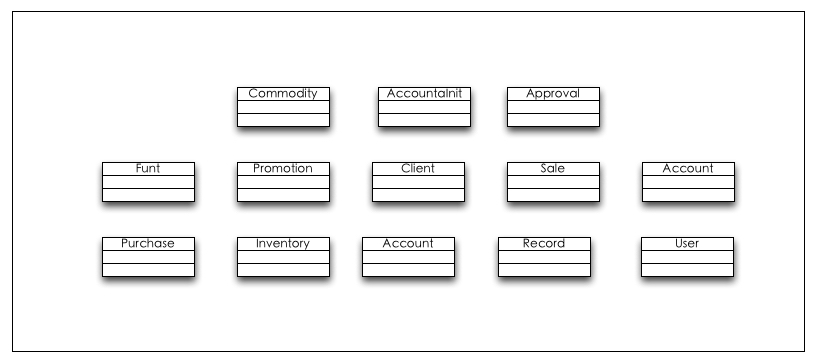 Commodity AccountaInit Approval
Funt Promotion Client Sale Account
Purchase Inventory Account Record User